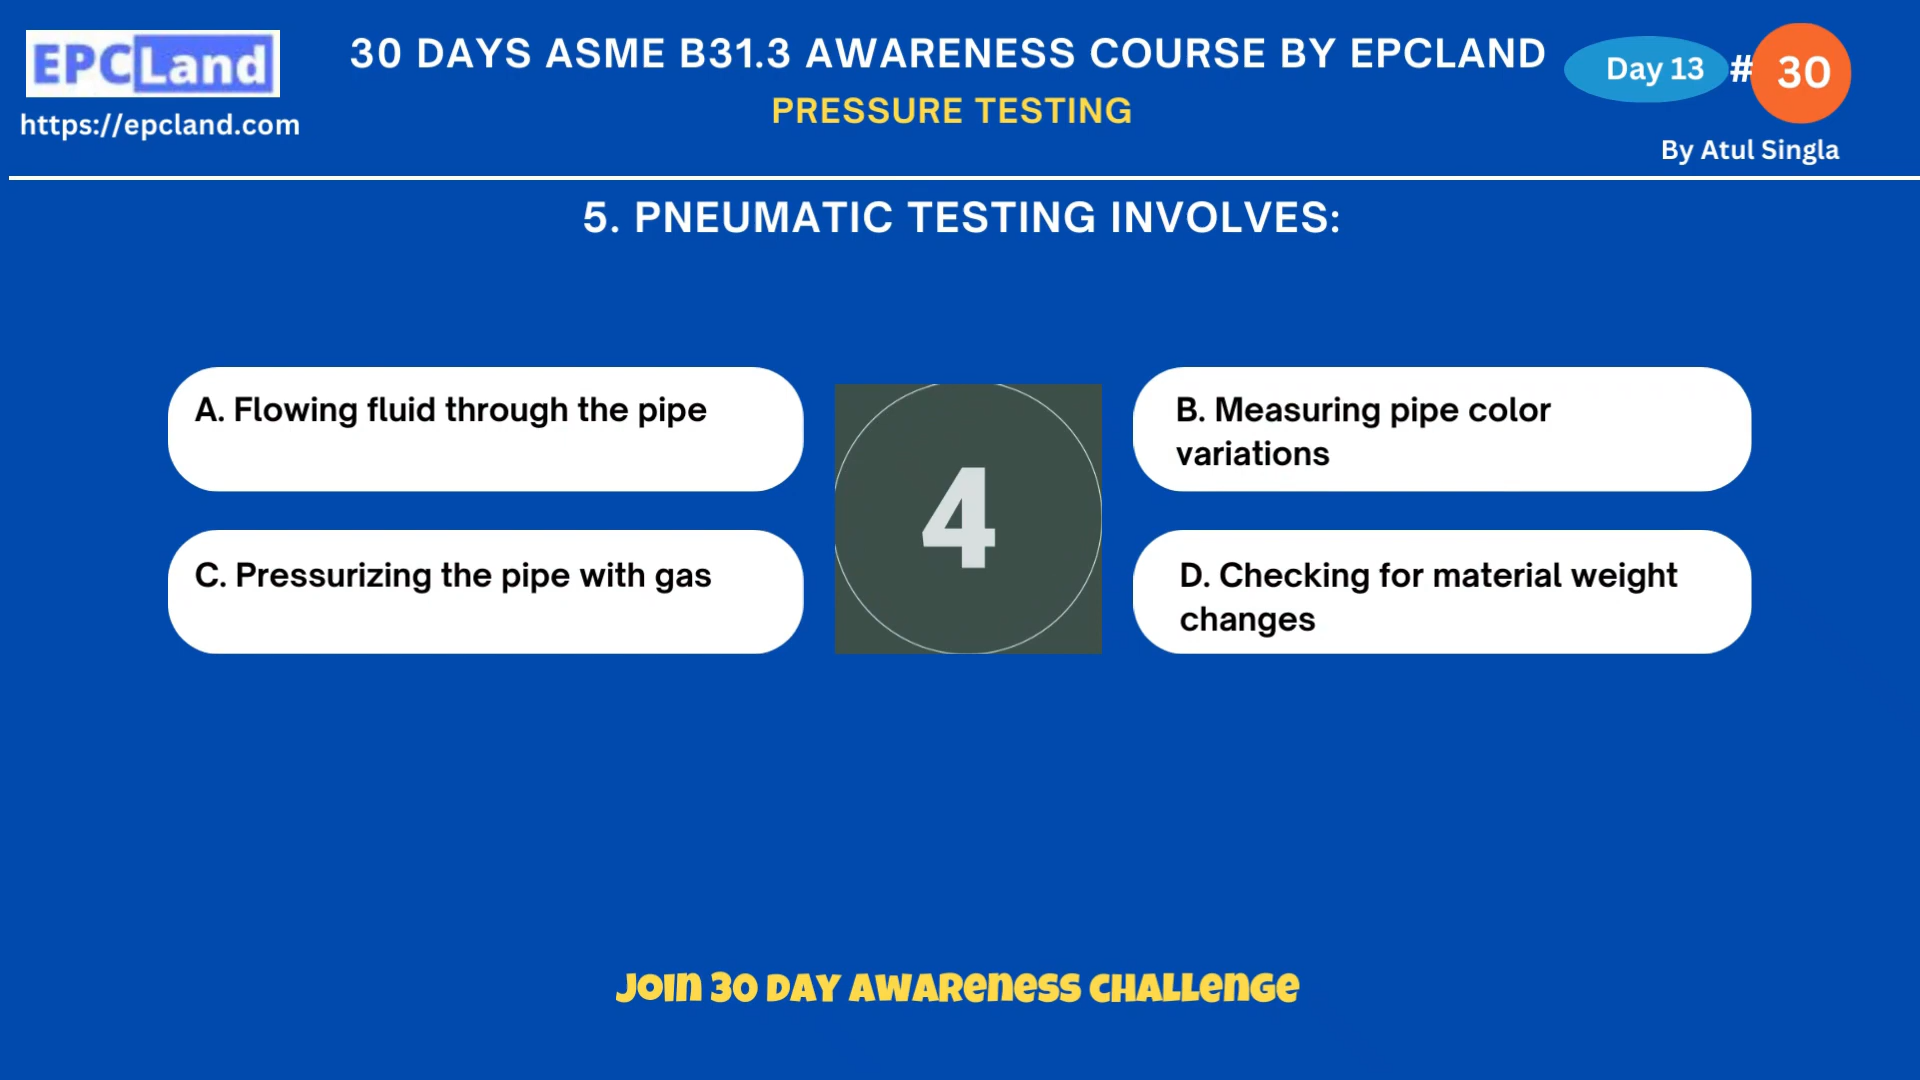 EPCLand
https://epcland.com
30 DAYS ASME B31.3 AWARENESS COURSE BY EPCLAND
PRESSURE TESTING
Day 13 # 30
By Atul Singla
5. PNEUMATIC TESTING INVOLVES:
A. Flowing fluid through the pipe
B. Measuring pipe color
variations
4
C. Pressurizing the pipe with gas
D. Checking for material weight
changes
Join 30 Day Awareness Challenge